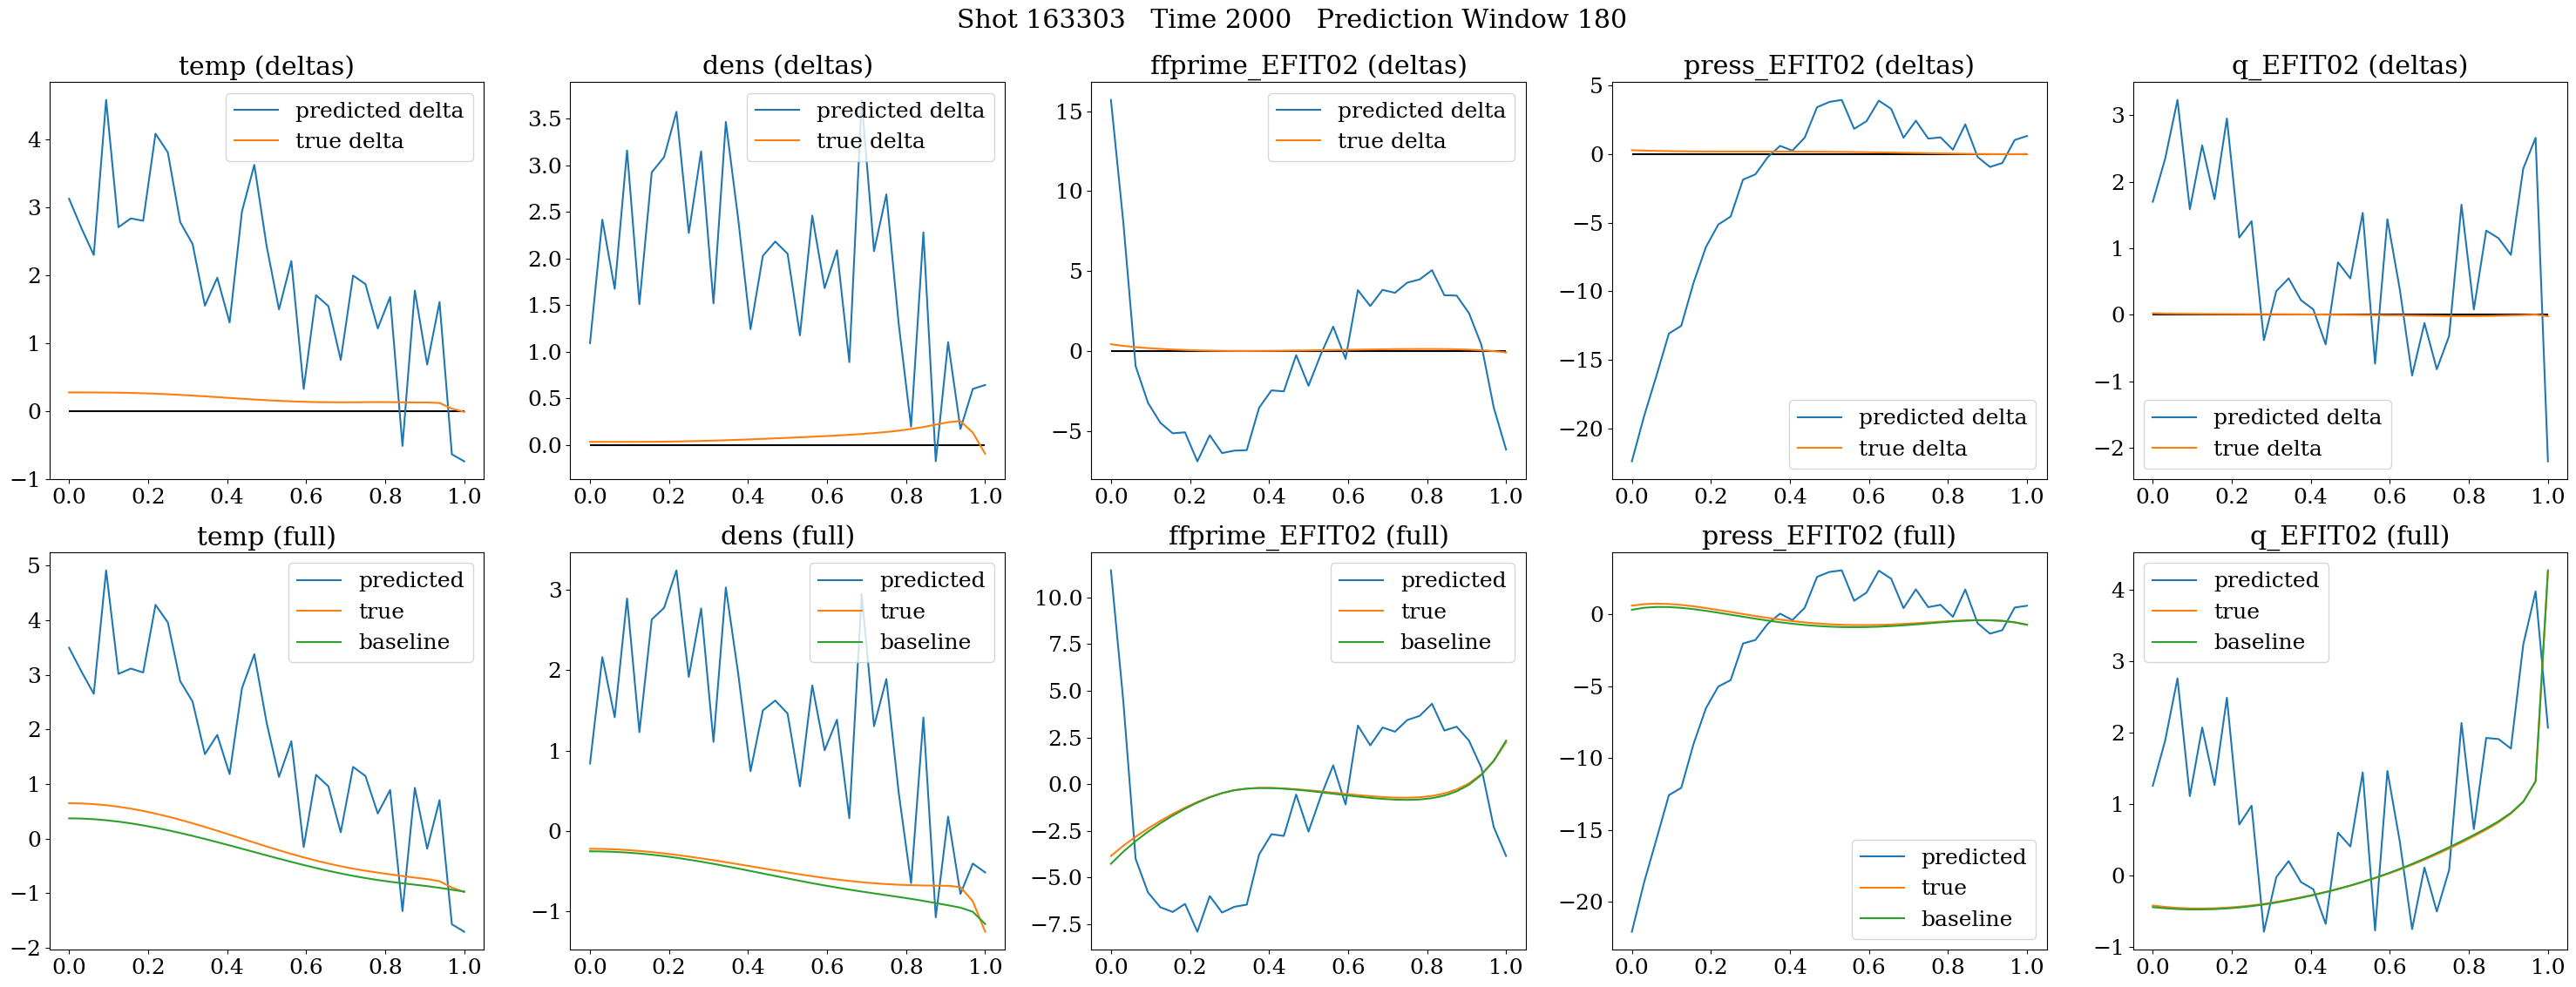 Shot 163303   Time 2000   Prediction Window 180
temp (deltas)
predicted delta
true delta
4
3
2
1
0
−1
0.0 0.2 0.4 0.6 0.8 1.0
dens (deltas)
predicted delta
true delta
3.5
3.0
2.5
2.0
1.5
1.0
0.5
0.0
0.0 0.2 0.4 0.6 0.8 1.0
ffprime_EFIT02 (deltas)
predicted delta
true delta
15
10
5
0
−5
0.0 0.2 0.4 0.6 0.8 1.0
press_EFIT02 (deltas)
5
0
−5
−10
−15
−20
predicted delta
true delta
0.0 0.2 0.4 0.6 0.8 1.0
q_EFIT02 (deltas)
3
2
1
0
−1
−2
predicted delta
true delta
0.0 0.2 0.4 0.6 0.8 1.0
temp (full)
predicted
true
baseline
5
4
3
2
1
0
−1
−2
0.0 0.2 0.4 0.6 0.8 1.0
dens (full)
predicted
true
baseline
3
2
1
0
−1
0.0 0.2 0.4 0.6 0.8 1.0
ffprime_EFIT02 (full)
predicted
true
baseline
10.0
7.5
5.0
2.5
0.0
−2.5
−5.0
−7.5
0.0 0.2 0.4 0.6 0.8 1.0
press_EFIT02 (full)
0
−5
−10
−15
−20
predicted
true
baseline
0.0 0.2 0.4 0.6 0.8 1.0
q_EFIT02 (full)
predicted
true
baseline
4
3
2
1
0
−1
0.0 0.2 0.4 0.6 0.8 1.0